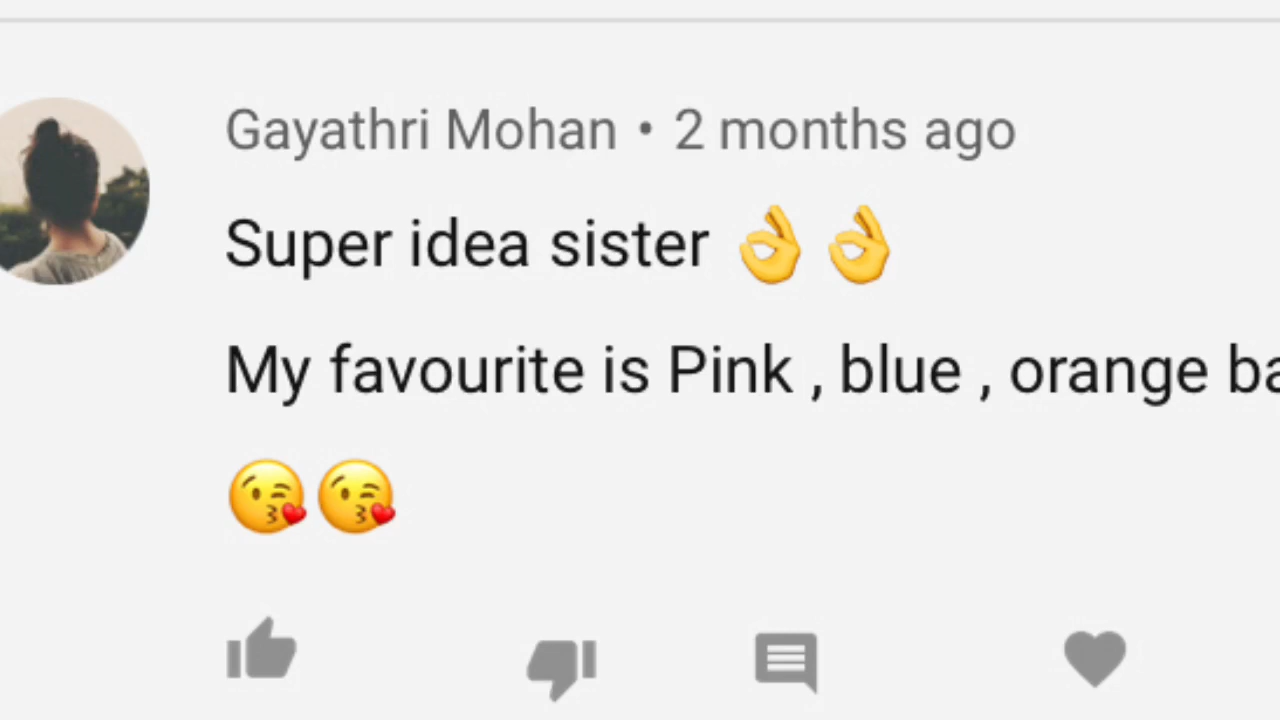 Gayathri Mohan • 2 months ago
Super idea sister 👌👌
My favourite is Pink , blue , orange
😘😘